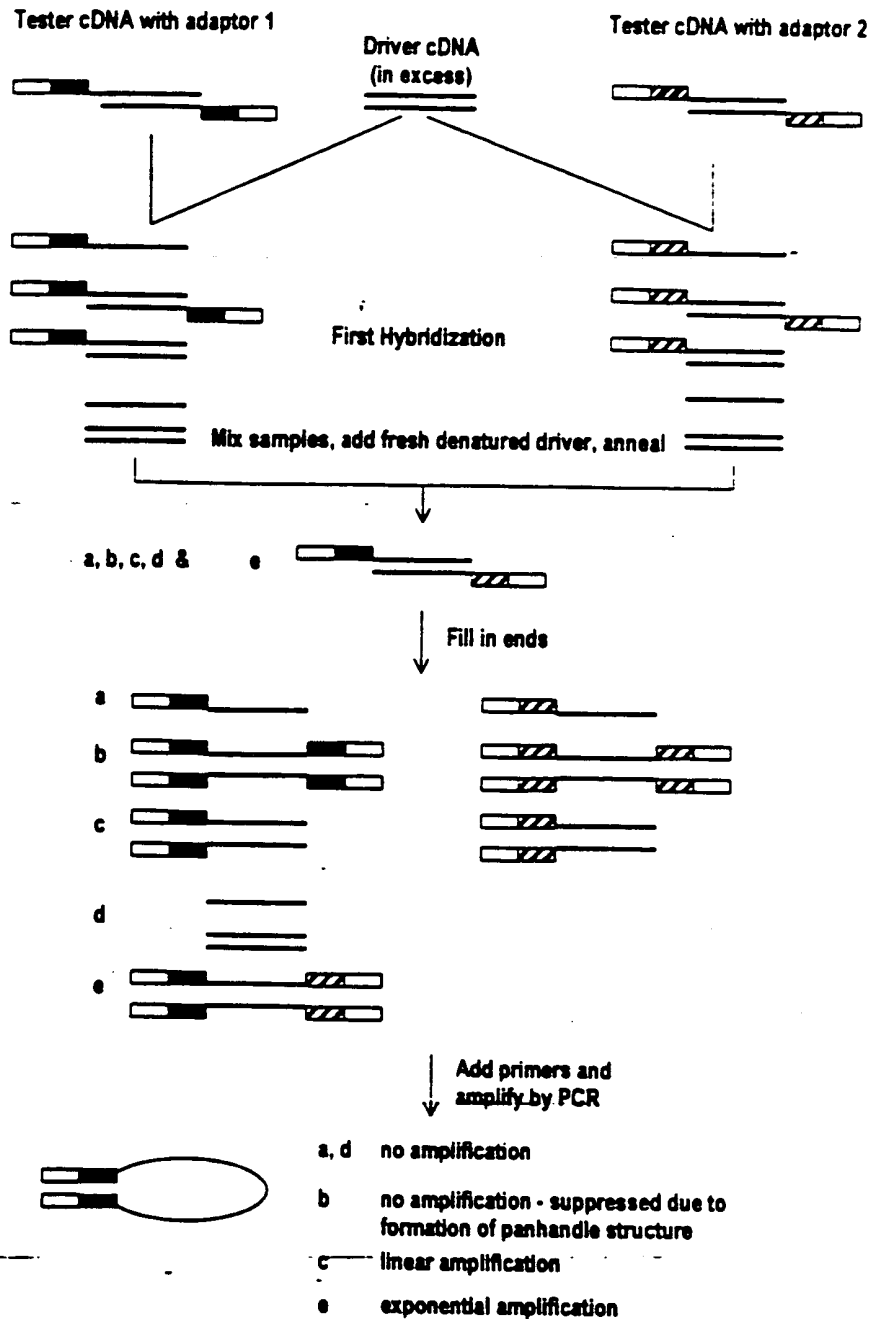 Tester cDNA with adaptor 1
Driver cDNA
(in excess)
Tester cDNA with adaptor 2
First Hybridization
Mix samples, add fresh denatured driver, anneal
a, b, c, d & e
Fill in ends
a
b
c
d
e
Add primers and
amplify by PCR
a, d no amplification
b no amplification - suppressed due to
formation of panhandle structure
c linear amplification
e exponential amplification